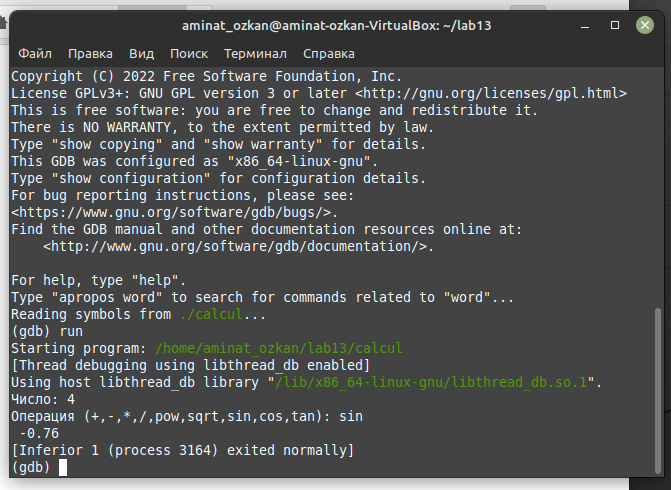 aminat_ozkan@aminat-ozkan-VirtualBox: ~/lab13
Файл Правка Вид Поиск Терминал Справка
Copyright (C) 2022 Free Software Foundation, Inc.
License GPLv3+: GNU GPL version 3 or later <http://gnu.org/licenses/gpl.html>
This is free software: you are free to change and redistribute it.
There is NO WARRANTY, to the extent permitted by law.
Type "show copying" and "show warranty" for details.
This GDB was configured as "x86_64-linux-gnu".
Type "show configuration" for configuration details.
For bug reporting instructions, please see:
<https://www.gnu.org/software/gdb/bugs/>.
Find the GDB manual and other documentation resources online at:
    <http://www.gnu.org/software/gdb/documentation/>.

For help, type "help".
Type "apropos word" to search for commands related to "word"...
Reading symbols from ./calcul...
(gdb) run
Starting program: /home/aminat_ozkan/lab13/calcul
[Thread debugging using libthread_db enabled]
Using host libthread_db library "/lib/x86_64-linux-gnu/libthread_db.so.1".
Число: 4
Операция (+,-,*,/,pow,sqrt,sin,cos,tan): sin
 -0.76
[Inferior 1 (process 3164) exited normally]
(gdb)